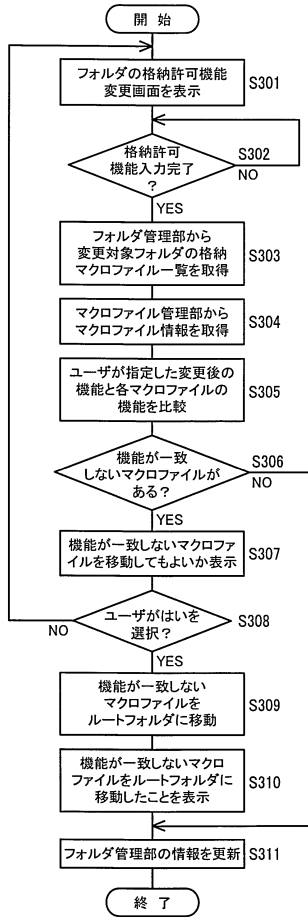 開 始
フォルダの格納許可機能
変更画面を表示
S301
格納許可
機能入力完了
？
S302
NO
YES
フォルダ管理部から
変更対象フォルダの格納
マクロファイル一覧を取得
S303
マクロファイル管理部から
マクロファイル情報を取得
S304
ユーザが指定した変更後の
機能と各マクロファイルの
機能を比較
S305
機能が一致
しないマクロファイルが
ある？
S306
NO
YES
機能が一致しないマクロファ
イルを移動してもよいか表示
S307
ユーザがはいを
選択？
S308
NO
YES
機能が一致しない
マクロファイルを
ルートフォルダに移動
S309
機能が一致しないマクロ
ファイルをルートフォルダに
移動したことを表示
S310
フォルダ管理部の情報を更新
S311
終 了